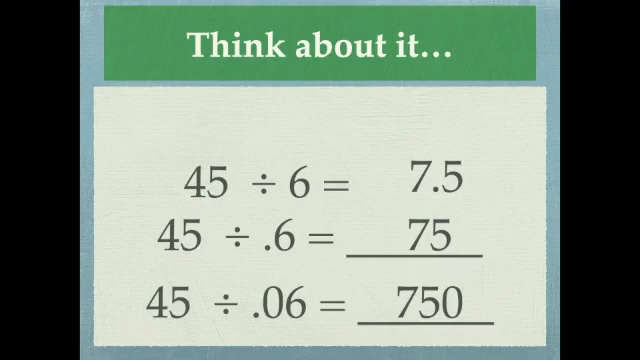 Think about it...
45 ÷ 6 = 7.5
45 ÷ .6 = 75
45 ÷ .06 = 750